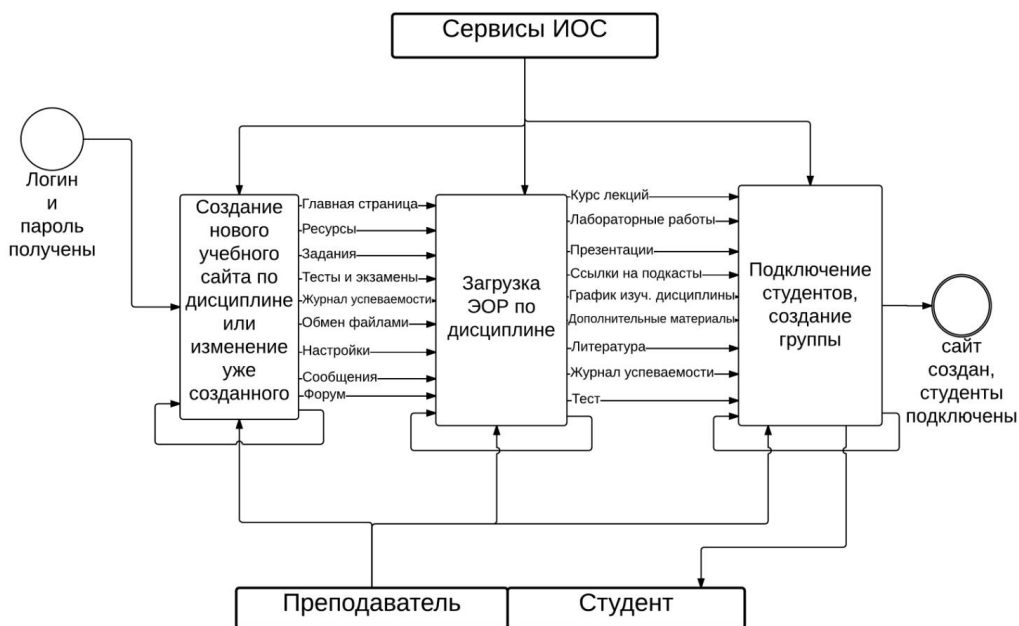 Сервисы ИОС
Логин
и
пароль
получены
Создание
нового
учебного
сайта по
дисциплине
или
изменение
уже
созданного
Главная страница
Ресурсы
Задания
Тесты и экзамены
Журнал успеваемости
Обмен файлами
Настройки
Сообщения
Форум
Загрузка
ЭОР по
дисциплине
Курс лекций
Лабораторные работы
Презентации
Ссылки на подкасты
График изуч. дисциплины
Дополнительные материалы
Литература
Журнал успеваемости
Тест
Подключение
студентов,
создание
группы
сайт
создан,
студенты
подключены
Преподаватель
Студент